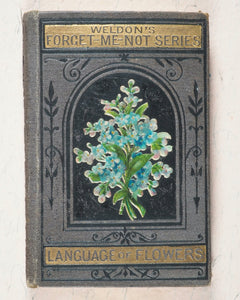 WELDON'S
FORGET-ME-NOT SERIES
LANGUAGE OF FLOWERS